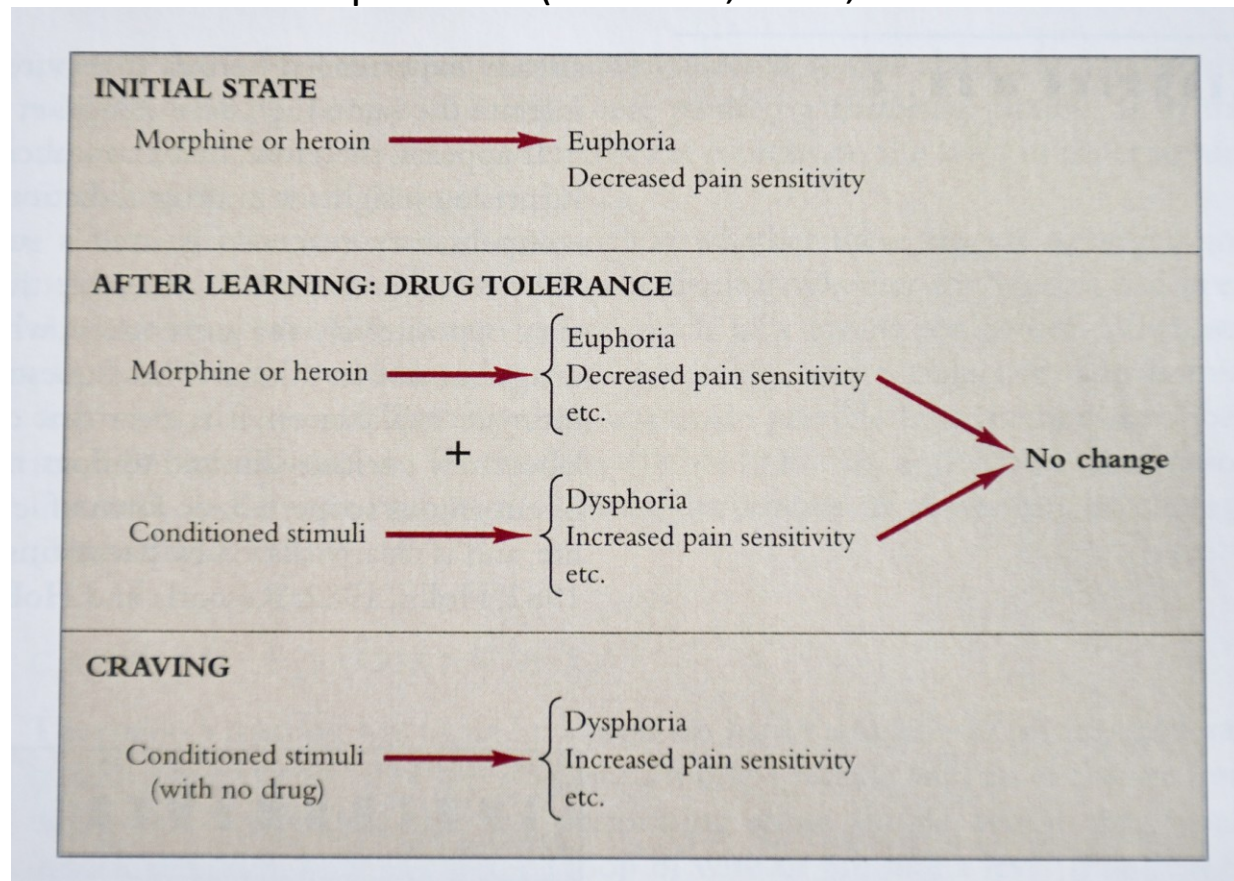 INITIAL STATE
Morphine or heroin
Euphoria
Decreased pain sensitivity
AFTER LEARNING: DRUG TOLERANCE
Morphine or heroin
Euphoria
Decreased pain sensitivity
etc.
+
No change
Conditioned stimuli
Dysphoria
Increased pain sensitivity
etc.
CRAVING
Conditioned stimuli
(with no drug)
Dysphoria
Increased pain sensitivity
etc.